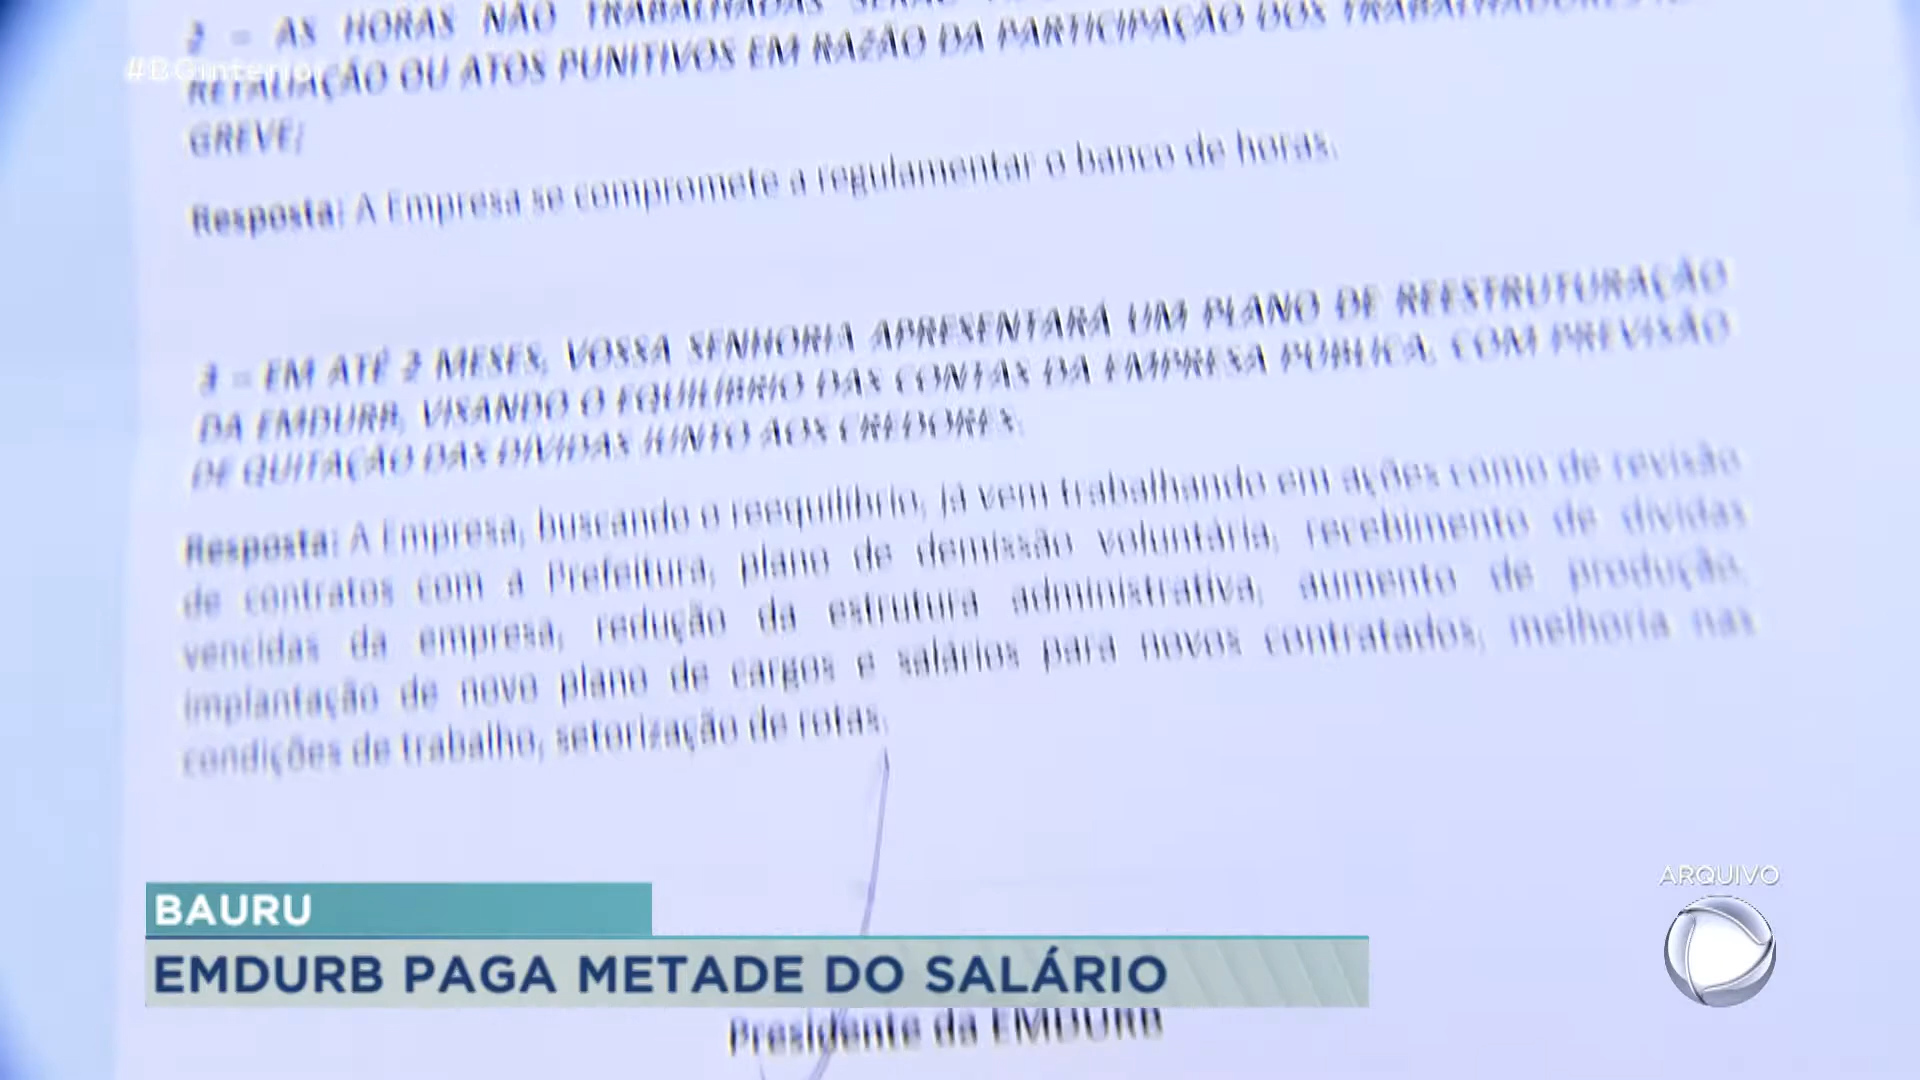 2 – AS HORAS NÃO TRABALHADAS SERÃO
#BGinterior
RETALIAÇÃO OU ATOS PUNITIVOS EM RAZÃO DA PARTICIPAÇÃO DOS TRABALHADORES
GREVE;
Resposta: A Empresa se compromete a regulamentar o banco de horas.
3 – EM ATÉ 2 MESES, VOSSA SENHORIA APRESENTARÁ UM PLANO DE REESTRUTURAÇÃO
DA EMDURB, VISANDO O EQUILÍBRIO DAS CONTAS DA EMPRESA PÚBLICA, COM PREVISÃO
DE QUITAÇÃO DAS DÍVIDAS JUNTO AOS CREDORES.
Resposta: A Empresa, buscando o reequilíbrio, já vem trabalhando em ações como de revisão
de contratos com a Prefeitura, plano de demissão voluntária, recebimento de dívidas
vencidas da empresa, redução da estrutura administrativa, aumento de produção,
implantação de novo plano de cargos e salários para novos contratados, melhoria nas
condições de trabalho, setorização de rotas.
ARQUIVO
BAURU
EMDURB PAGA METADE DO SALÁRIO
Presidente da EMDURB